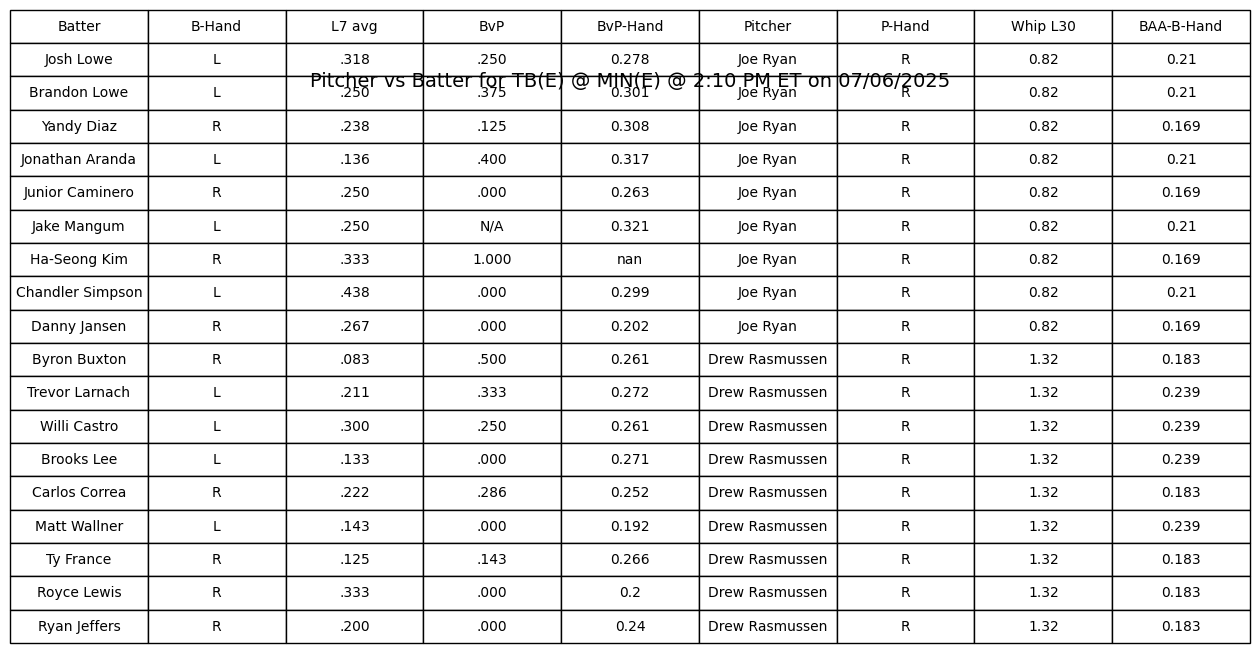 Batter B-Hand L7 avg BvP BvP-Hand Pitcher P-Hand Whip L30 BAA-B-Hand
Josh Lowe L .318 .250 0.278 Joe Ryan R 0.82 0.21
Pitcher vs Batter for TB(E) @ MIN(E) @ 2:10 PM ET on 07/06/2025
Brandon Lowe L .250 .375 0.301 Joe Ryan R 0.82 0.21
Yandy Diaz R .238 .125 0.308 Joe Ryan R 0.82 0.169
Jonathan Aranda L .136 .400 0.317 Joe Ryan R 0.82 0.21
Junior Caminero R .250 .000 0.263 Joe Ryan R 0.82 0.169
Jake Mangum L .250 N/A 0.321 Joe Ryan R 0.82 0.21
Ha-Seong Kim R .333 1.000 nan Joe Ryan R 0.82 0.169
Chandler Simpson L .438 .000 0.299 Joe Ryan R 0.82 0.21
Danny Jansen R .267 .000 0.202 Joe Ryan R 0.82 0.169
Byron Buxton R .083 .500 0.261 Drew Rasmussen R 1.32 0.183
Trevor Larnach L .211 .333 0.272 Drew Rasmussen R 1.32 0.239
Willi Castro L .300 .250 0.261 Drew Rasmussen R 1.32 0.239
Brooks Lee L .133 .000 0.271 Drew Rasmussen R 1.32 0.239
Carlos Correa R .222 .286 0.252 Drew Rasmussen R 1.32 0.183
Matt Wallner L .143 .000 0.192 Drew Rasmussen R 1.32 0.239
Ty France R .125 .143 0.266 Drew Rasmussen R 1.32 0.183
Royce Lewis R .333 .000 0.2 Drew Rasmussen R 1.32 0.183
Ryan Jeffers R .200 .000 0.24 Drew Rasmussen R 1.32 0.183